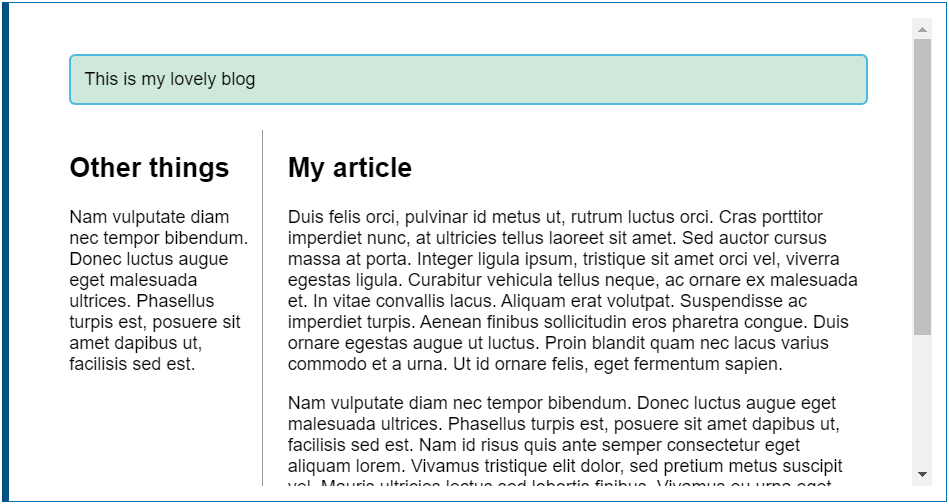 This is my lovely blog
Other things
Nam vulputate diam
nec tempor bibendum.
Donec luctus augue
eget malesuada
ultrices. Phasellus
turpis est, posuere sit
amet dapibus ut,
facilisis sed est.
My article
Duis felis orci, pulvinar id metus ut, rutrum luctus orci. Cras porttitor
imperdiet nunc, at ultricies tellus laoreet sit amet. Sed auctor cursus
massa at porta. Integer ligula ipsum, tristique sit amet orci vel, viverra
egestas ligula. Curabitur vehicula tellus neque, ac ornare ex malesuada
et. In vitae convallis lacus. Aliquam erat volutpat. Suspendisse ac
imperdiet turpis. Aenean finibus sollicitudin eros pharetra congue. Duis
ornare egestas augue ut luctus. Proin blandit quam nec lacus varius
commodo et a urna. Ut id ornare felis, eget fermentum sapien.
Nam vulputate diam nec tempor bibendum. Donec luctus augue eget
malesuada ultrices. Phasellus turpis est, posuere sit amet dapibus ut,
facilisis sed est. Nam id risus quis ante semper consectetur eget
aliquam lorem. Vivamus tristique elit dolor, sed pretium metus suscipit
vel. Mauris ultricies lectus sed lobortis finibus. Vivamus eu urna eget